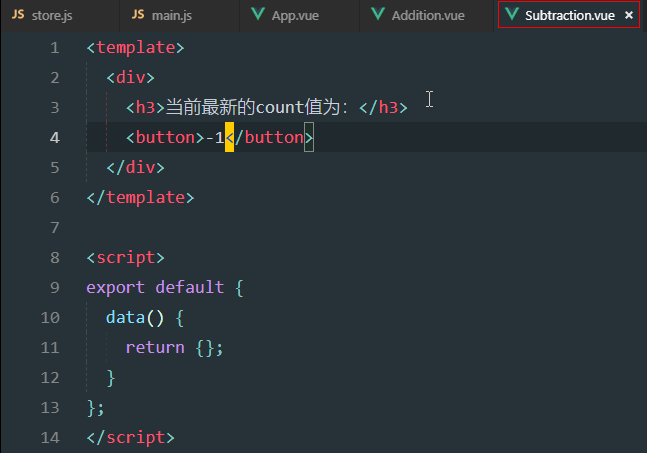 JS store.js JS main.js App.vue Addition.vue Subtraction.vue ×
1 <template>
2 <div>
3 <h3>当前最新的count值为：</h3>
4 <button>-1</button>
5 </div>
6 </template>
7
8 <script>
9 export default {
10 data() {
11 return {};
12 }
13 };
14 </script>